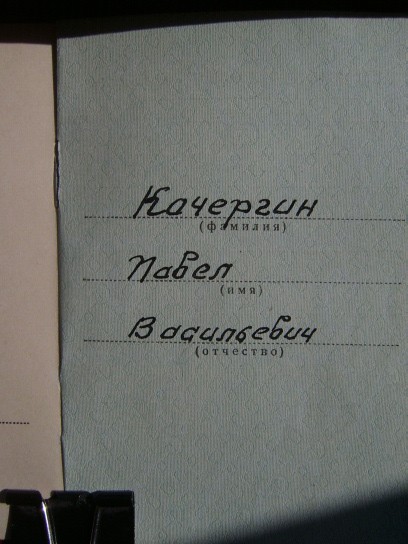 Качергин
(фамилия)
Павел
(имя)
Васильевич
(отчество)